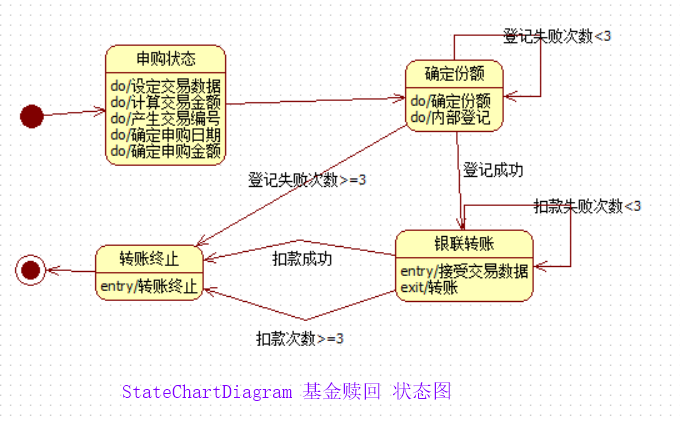 申购状态
do/设定交易数据
do/计算交易金额
do/产生交易编号
do/确定申购日期
do/确定申购金额
登记失败次数<3
确定份额
do/确定份额
do/内部登记
登记失败次数>=3
登记成功
扣款失败次数<3
银联转账
entry/接受交易数据
exit/转账
转账终止
entry/转账终止
扣款成功
扣款次数>=3
StateChartDiagram 基金赎回 状态图